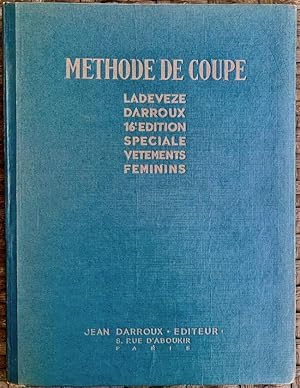 METHODE DE COUPE
LADEVEZE
DARROUX
16e EDITION
SPECIALE
VETEMENTS
FEMININS
JEAN DARROUX • EDITEUR •
8. RUE D'ABOUKIR
PARIS